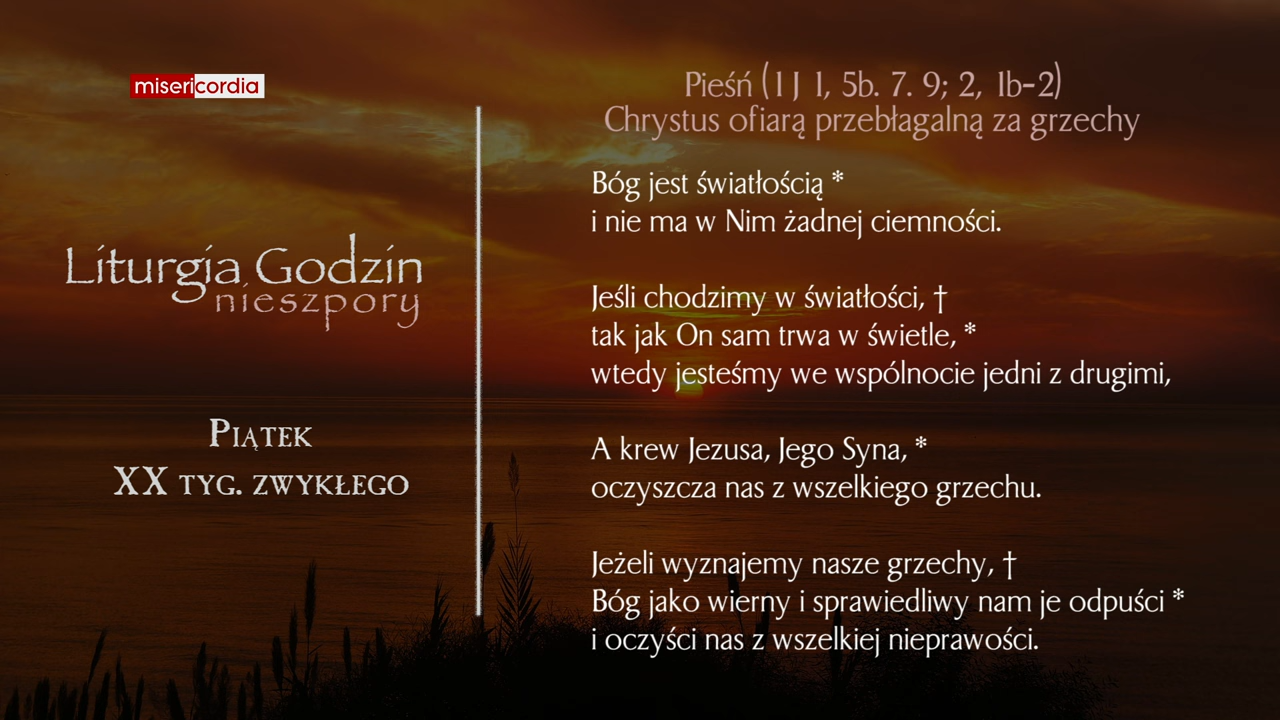 misericordia
Liturgia Godzin
nieszpory
Piątek
XX tyg. zwykłego
Pieśń (1 J 1, 5b. 7. 9; 2, 1b-2)
Chrystus ofiarą przebłagalną za grzechy
Bóg jest światłością *
i nie ma w Nim żadnej ciemności.
Jeśli chodzimy w światłości, †
tak jak On sam trwa w świetle, *
wtedy jesteśmy we wspólnocie jedni z drugimi,
A krew Jezusa, Jego Syna, *
oczyszcza nas z wszelkiego grzechu.
Jeżeli wyznajemy nasze grzechy, †
Bóg jako wierny i sprawiedliwy nam je odpuści *
i oczyści nas z wszelkiej nieprawości.